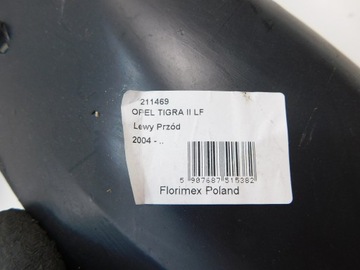 211469
OPEL TIGRA II LF
Lewy Przód
2004 - ..
5 907687 515382
Florimex Poland